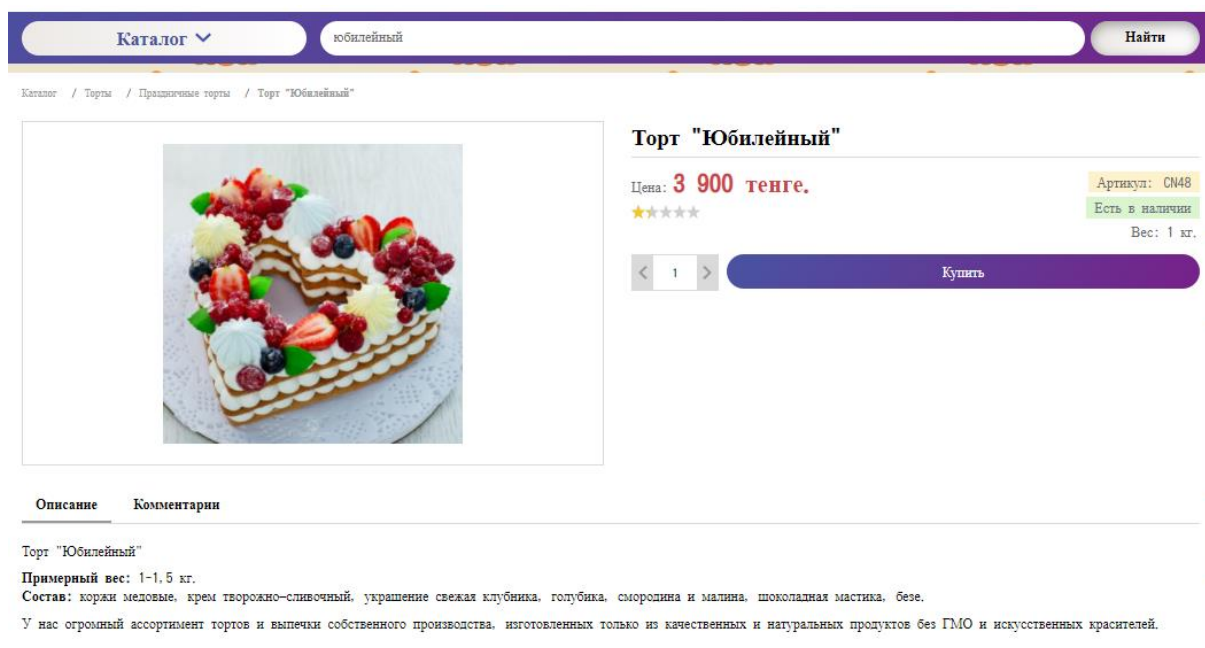 Каталог
юбилейный
Найти
Каталог / Торты / Праздничные торты / Торт "Юбилейный"
Торт "Юбилейный"
Цена: 3 900 тенге.
Артикул: CN48
Есть в наличии
Вес: 1 кг.
1
Купить
Описание Комментарии
Торт "Юбилейный"
Примерный вес: 1-1,5 кг.
Состав: коржи медовые, крем творожно-сливочный, украшение свежая клубника, голубика, смородина и малина, шоколадная мастика, безе.
У нас огромный ассортимент тортов и выпечки собственного производства, изготовленных только из качественных и натуральных продуктов без ГМО и искусственных красителей.